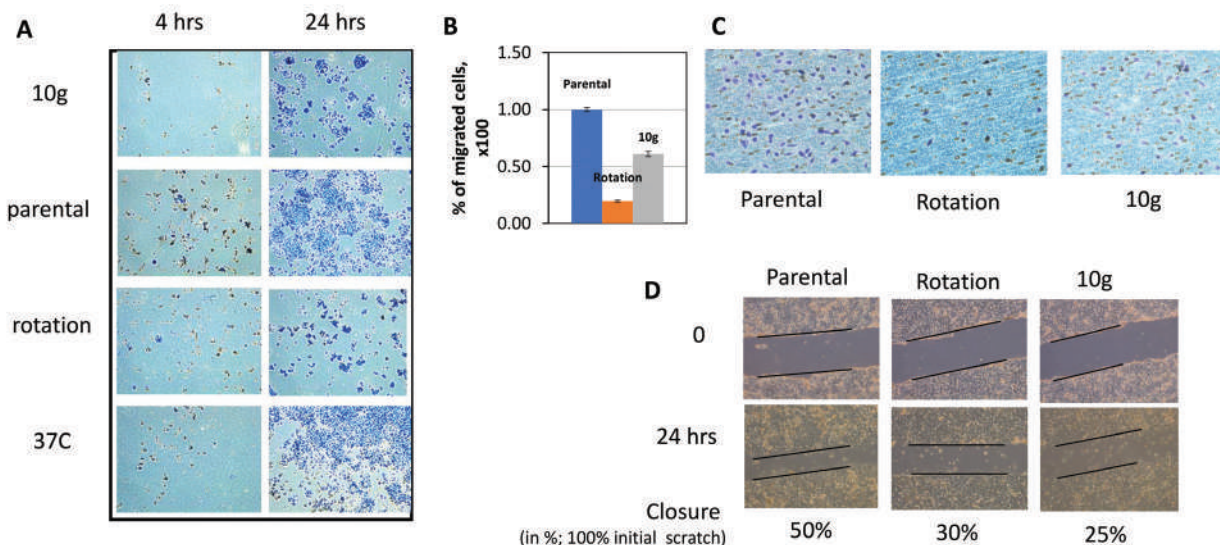 A
4 hrs
24 hrs
10g
parental
rotation
37C
B
% of migrated cells,
x100
1.50
1.00
0.50
0.00
Parental
Rotation
10g
C
Parental
Rotation
10g
D
Parental
Rotation
10g
0
24 hrs
Closure
(in %; 100% initial scratch)
50%
30%
25%